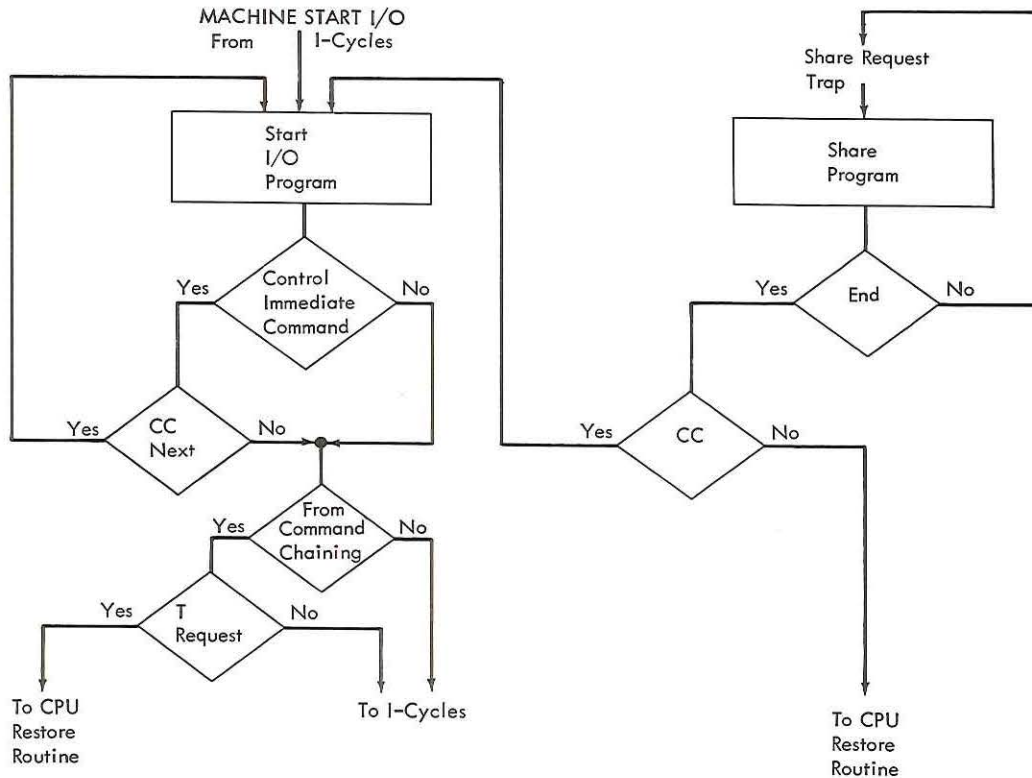 MACHINE START I/O
From I-Cycles
Start
I/O
Program
Yes
Control
Immediate
Command
No
Yes
CC
Next
No
Yes
From
Command
Chaining
No
Yes
T
Request
No
To CPU
Restore
Routine
To I-Cycles
Share Request
Trap
Share
Program
Yes
End
No
Yes
CC
No
To CPU
Restore
Routine